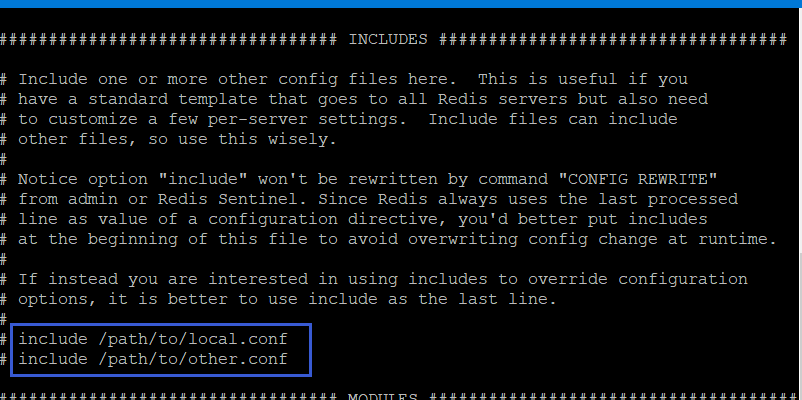 ################################## INCLUDES ###################################
# Include one or more other config files here.  This is useful if you
# have a standard template that goes to all Redis servers but also need
# to customize a few per-server settings.  Include files can include
# other files, so use this wisely.
#
# Notice option "include" won't be rewritten by command "CONFIG REWRITE"
# from admin or Redis Sentinel. Since Redis always uses the last processed
# line as value of a configuration directive, you'd better put includes
# at the beginning of this file to avoid overwriting config change at runtime.
#
# If instead you are interested in using includes to override configuration
# options, it is better to use include as the last line.
#
# include /path/to/local.conf
# include /path/to/other.conf
################################## MODULES #####################################